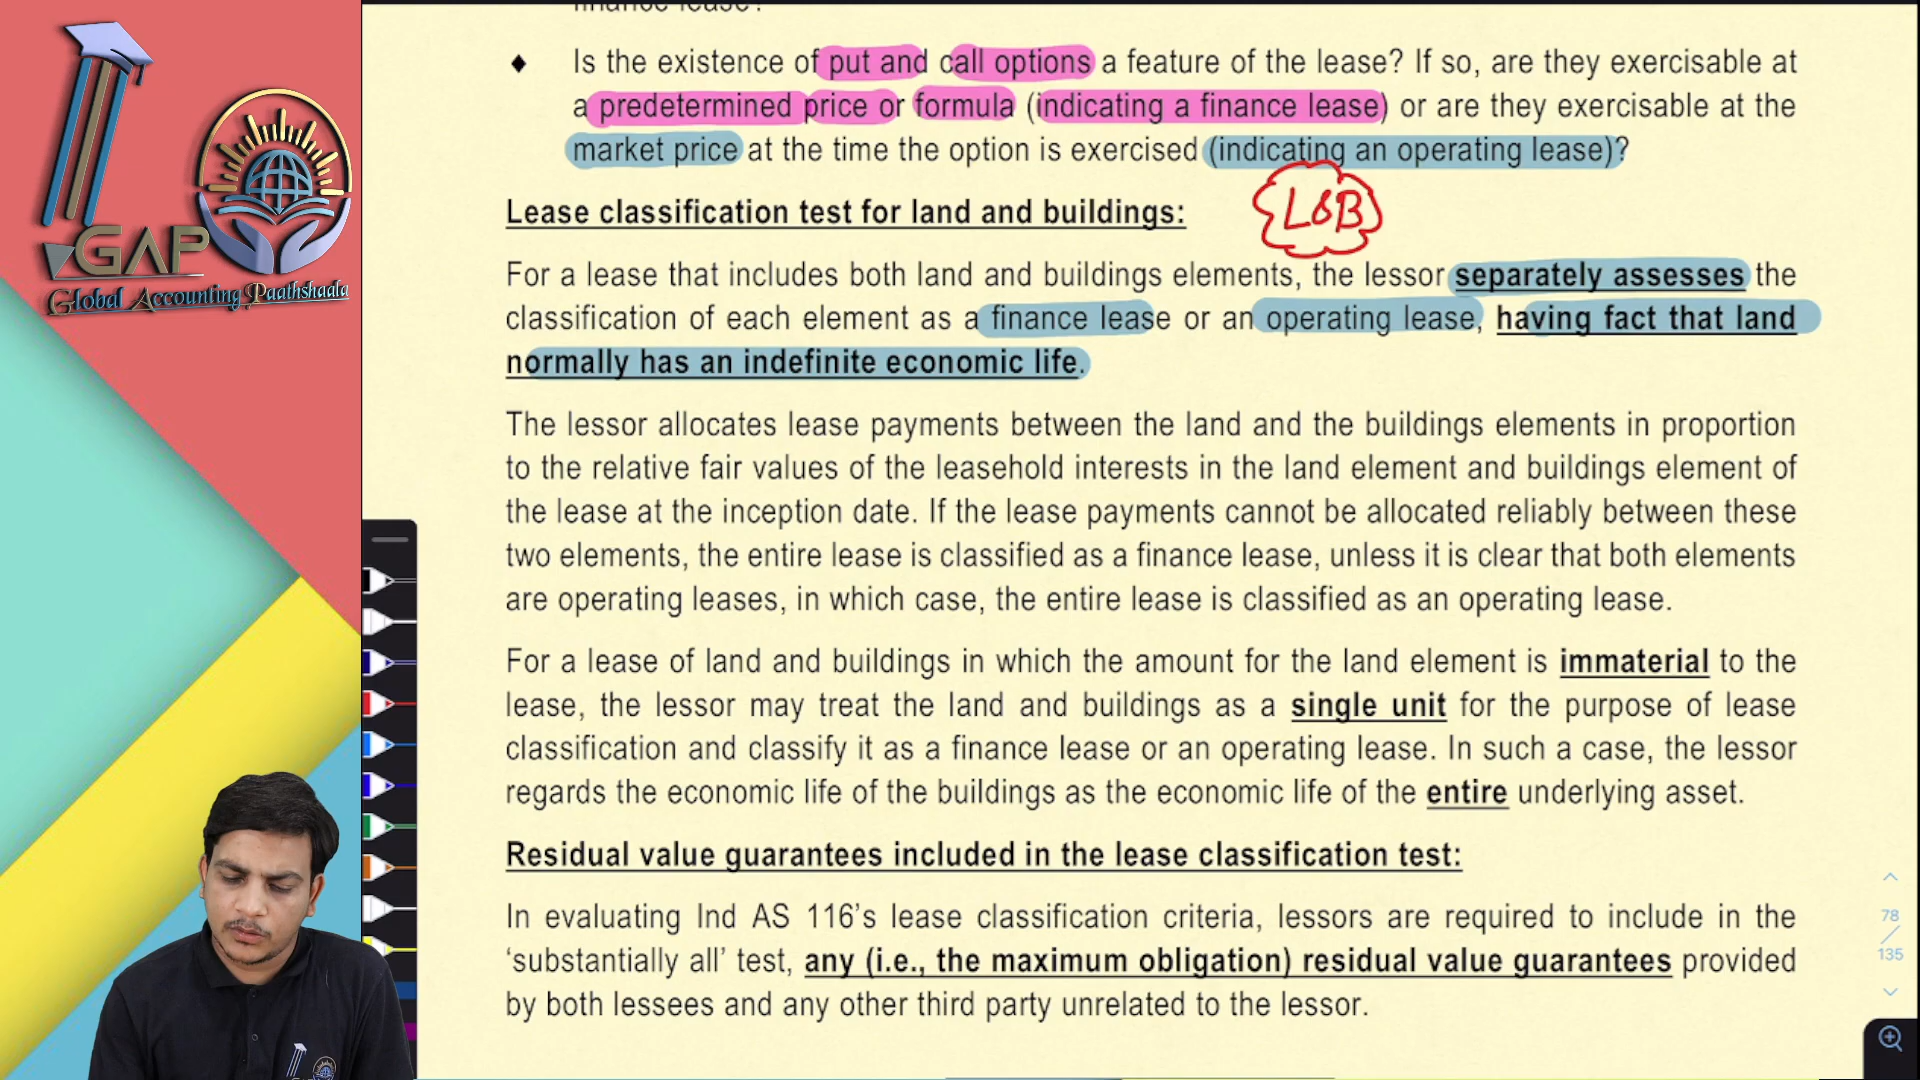 finance lease?
♦ Is the existence of put and call options a feature of the lease? If so, are they exercisable at
a predetermined price or formula (indicating a finance lease) or are they exercisable at the
market price at the time the option is exercised (indicating an operating lease)?
Lease classification test for land and buildings:
L&B
For a lease that includes both land and buildings elements, the lessor separately assesses the
classification of each element as a finance lease or an operating lease, having fact that land
normally has an indefinite economic life.
The lessor allocates lease payments between the land and the buildings elements in proportion
to the relative fair values of the leasehold interests in the land element and buildings element of
the lease at the inception date. If the lease payments cannot be allocated reliably between these
two elements, the entire lease is classified as a finance lease, unless it is clear that both elements
are operating leases, in which case, the entire lease is classified as an operating lease.
For a lease of land and buildings in which the amount for the land element is immaterial to the
lease, the lessor may treat the land and buildings as a single unit for the purpose of lease
classification and classify it as a finance lease or an operating lease. In such a case, the lessor
regards the economic life of the buildings as the economic life of the entire underlying asset.
Residual value guarantees included in the lease classification test:
In evaluating Ind AS 116’s lease classification criteria, lessors are required to include in the
‘substantially all’ test, any (i.e., the maximum obligation) residual value guarantees provided
by both lessees and any other third party unrelated to the lessor.
GAP
Global Accounting Paathshaala
78
/
135